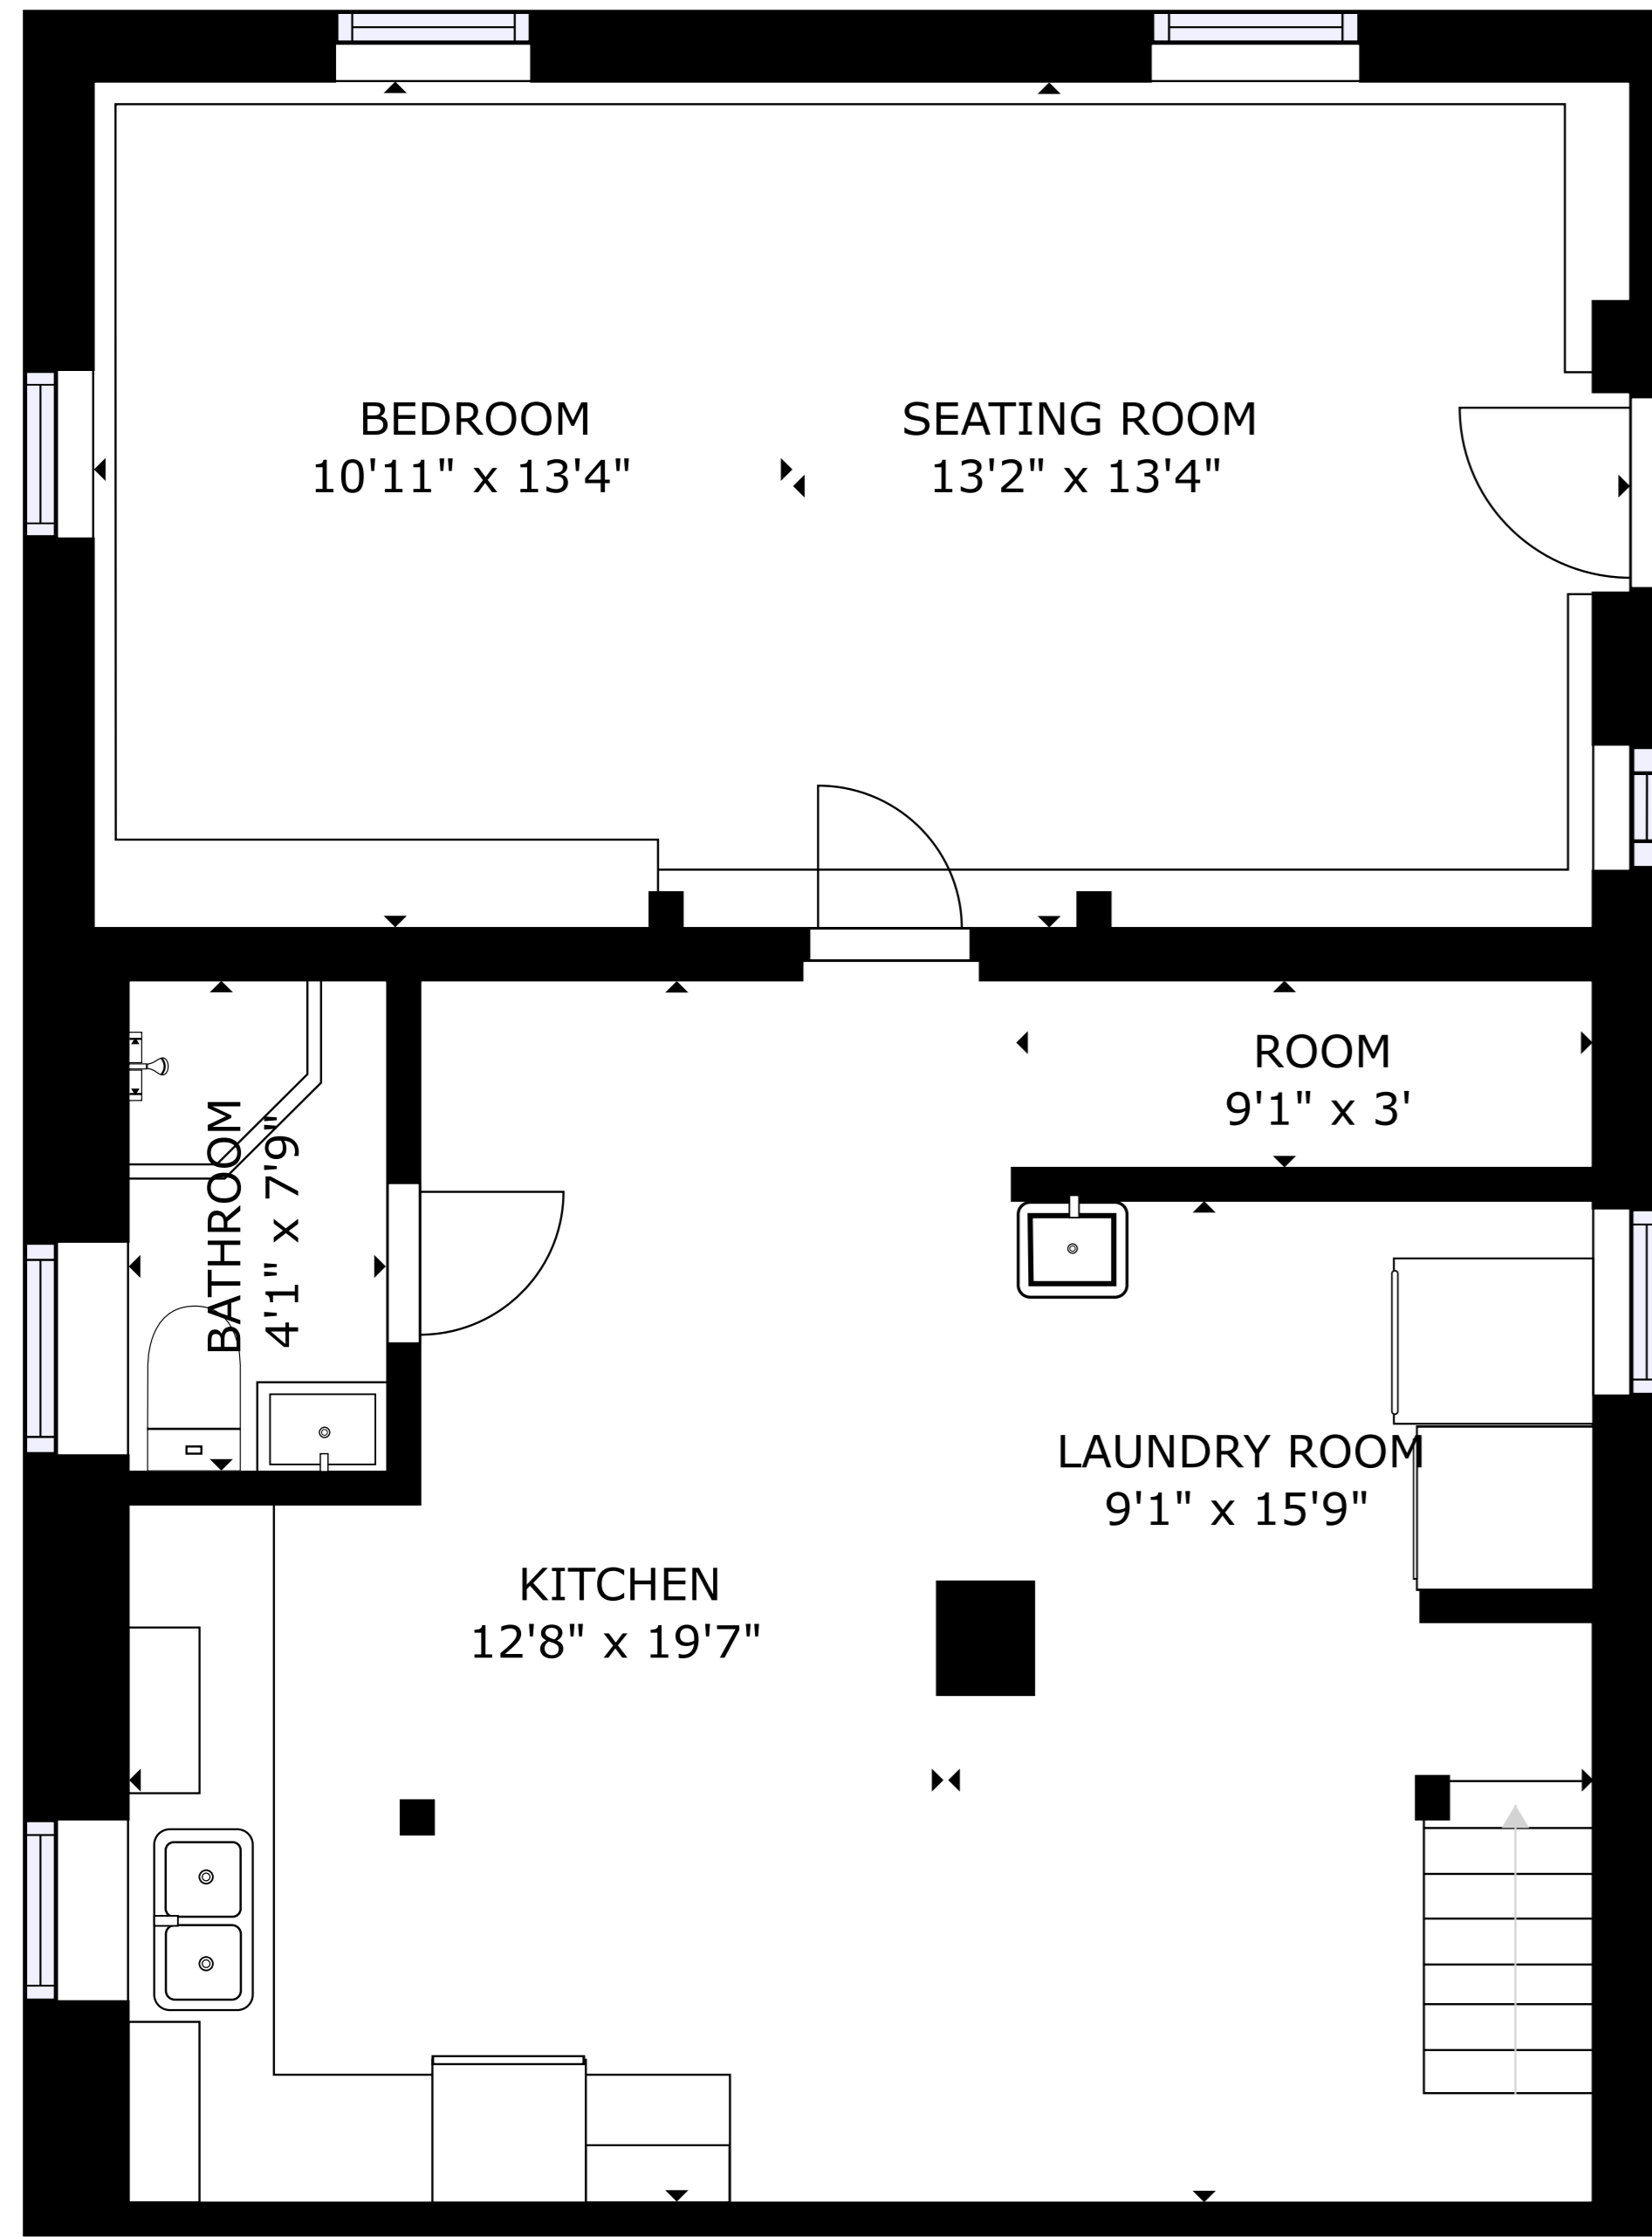 BEDROOM
10'11" x 13'4"
SEATING ROOM
13'2" x 13'4"
ROOM
9'1" x 3'
BATHROOM
4'1" x 7'9"
LAUNDRY ROOM
9'1" x 15'9"
KITCHEN
12'8" x 19'7"